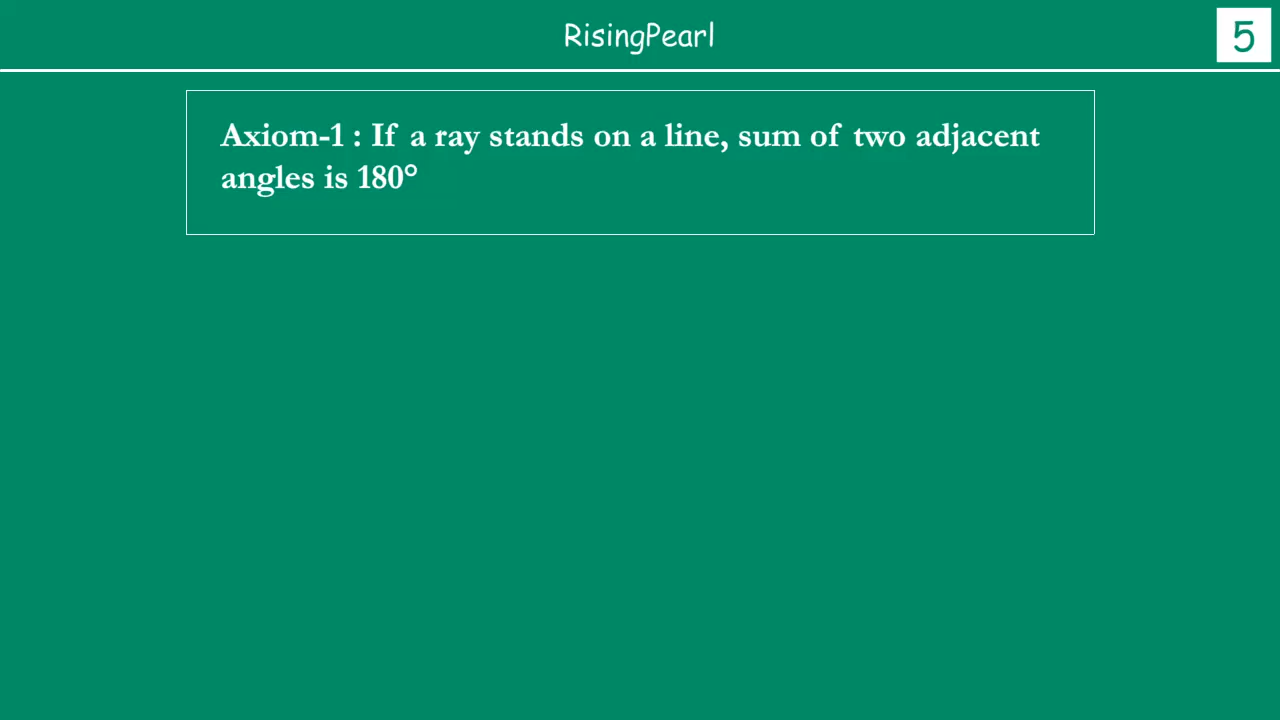 RisingPearl
5
Axiom-1 : If a ray stands on a line, sum of two adjacent
angles is 180°